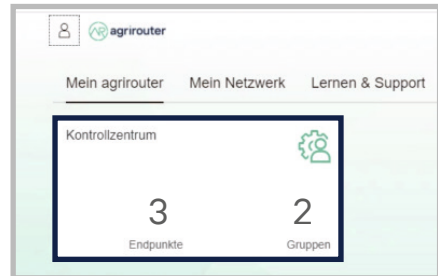 agrirouter
Mein agrirouter Mein Netzwerk Lernen & Support
Kontrollzentrum
3 2
Endpunkte Gruppen